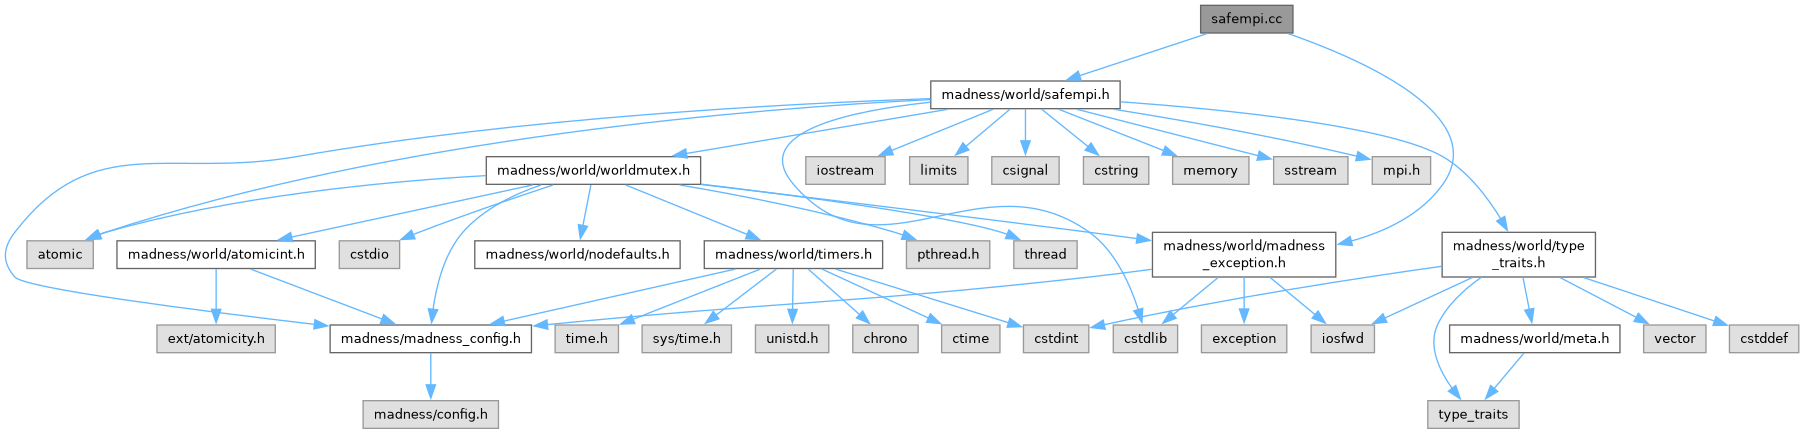 safempi.cc
madness/world/safempi.h
madness/world/worldmutex.h
iostream
limits
csignal
cstring
memory
sstream
mpi.h
atomic
madness/world/atomicint.h
cstdio
madness/world/nodefaults.h
madness/world/timers.h
pthread.h
thread
madness/world/madness
_exception.h
madness/world/type
_traits.h
ext/atomicity.h
madness/madness_config.h
time.h
sys/time.h
unistd.h
chrono
ctime
cstdint
cstdlib
exception
iosfwd
madness/world/meta.h
vector
cstddef
madness/config.h
type_traits